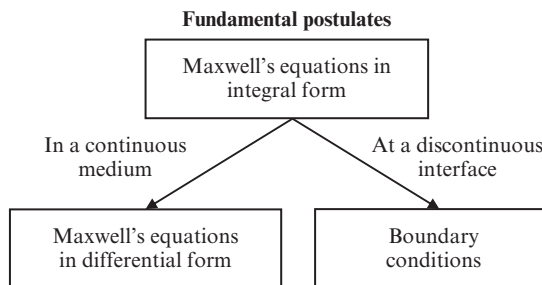 Fundamental postulates
Maxwell's equations in
integral form
In a continuous
medium
At a discontinuous
interface
Maxwell's equations
in differential form
Boundary
conditions